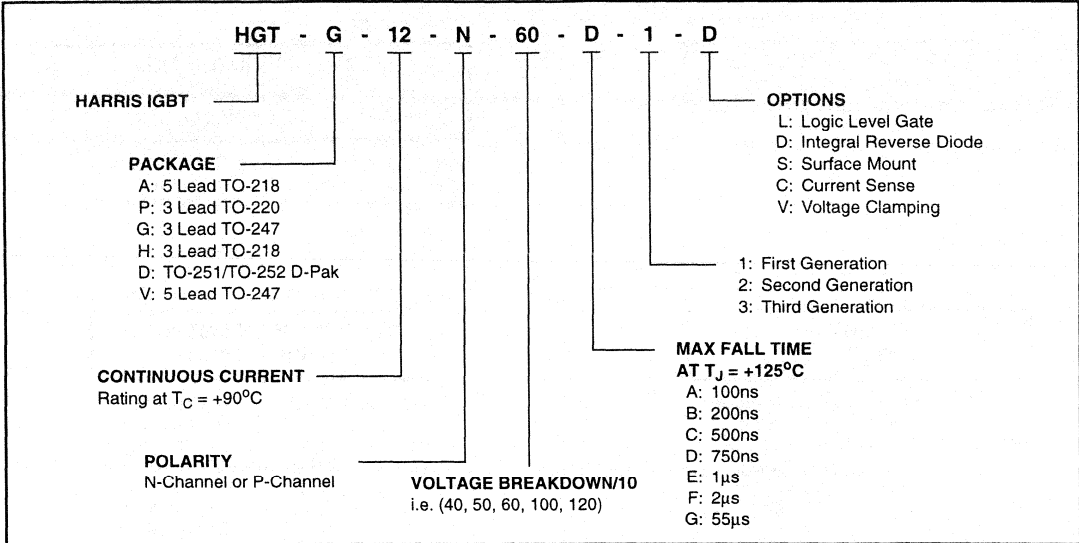 HGT - G - 12 - N - 60 - D - 1 - D
HARRIS IGBT
PACKAGE
A: 5 Lead TO-218
P: 3 Lead TO-220
G: 3 Lead TO-247
H: 3 Lead TO-218
D: TO-251/TO-252 D-Pak
V: 5 Lead TO-247
CONTINUOUS CURRENT
Rating at TC = +90°C
POLARITY
N-Channel or P-Channel
VOLTAGE BREAKDOWN/10
i.e. (40, 50, 60, 100, 120)
MAX FALL TIME
AT TJ = +125°C
A: 100ns
B: 200ns
C: 500ns
D: 750ns
E: 1µs
F: 2µs
G: 55µs
1: First Generation
2: Second Generation
3: Third Generation
OPTIONS
L: Logic Level Gate
D: Integral Reverse Diode
S: Surface Mount
C: Current Sense
V: Voltage Clamping